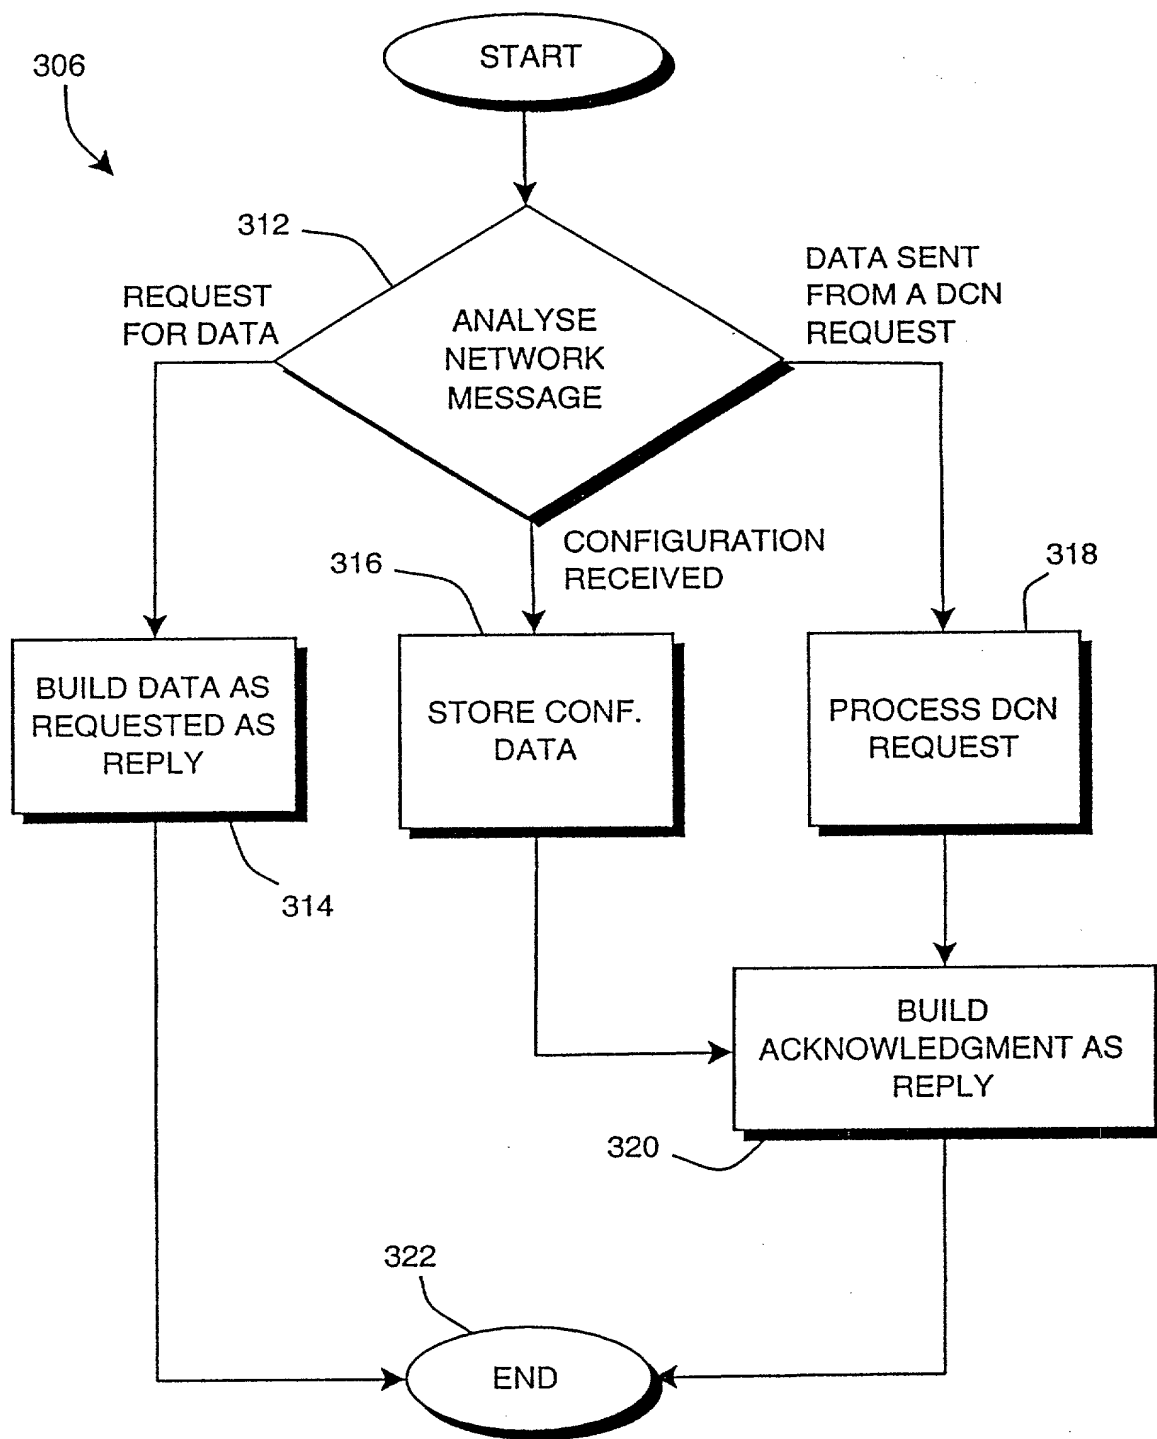 START
306
312
DATA SENT
FROM A DCN
REQUEST
REQUEST
FOR DATA
ANALYSE
NETWORK
MESSAGE
CONFIGURATION
RECEIVED
316
318
BUILD DATA AS
REQUESTED AS
REPLY
STORE CONF.
DATA
PROCESS DCN
REQUEST
314
BUILD
ACKNOWLEDGMENT AS
REPLY
320
322
END